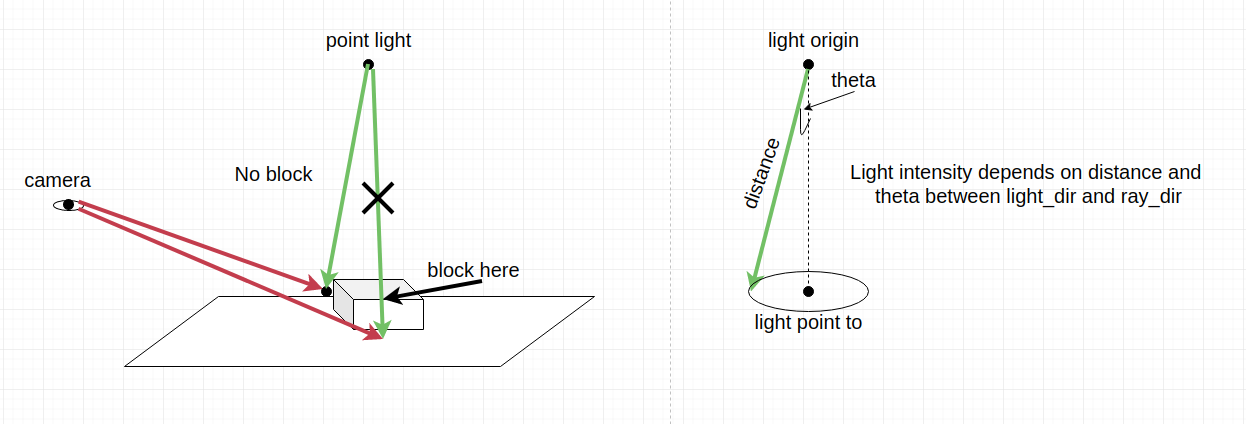 point light
No block
camera
block here
light origin
theta
distance
Light intensity depends on distance and
theta between light_dir and ray_dir
light point to